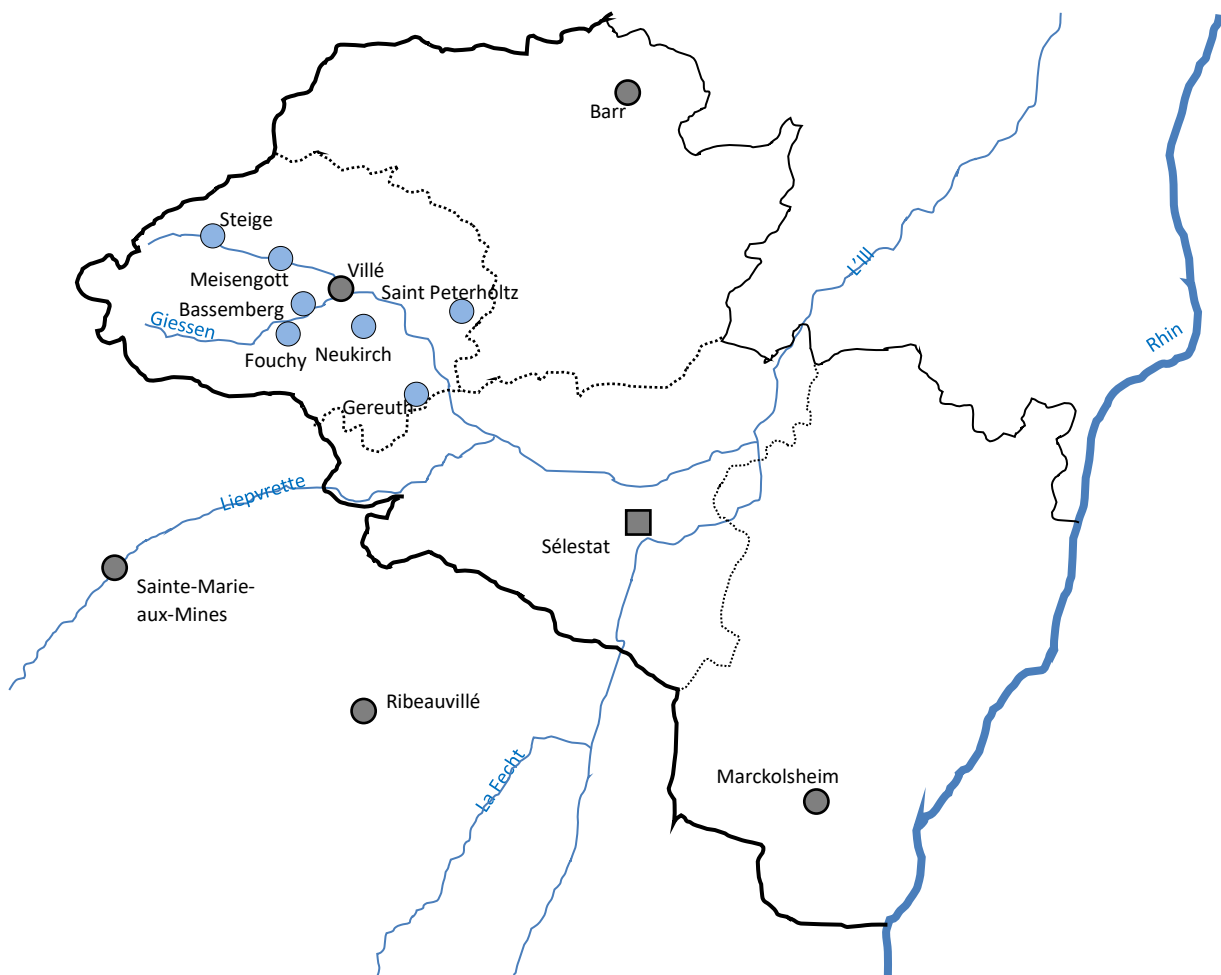 Barr
Steige
L'Ill
Villé
Meisengott
Saint Peterholtz
Bassemberg
Giessen
Rhin
Neukirch
Fouchy
Gereuth
Liepvrette
Sélestat
Sainte-Marie-
aux-Mines
Ribeauvillé
La Fecht
Marckolsheim